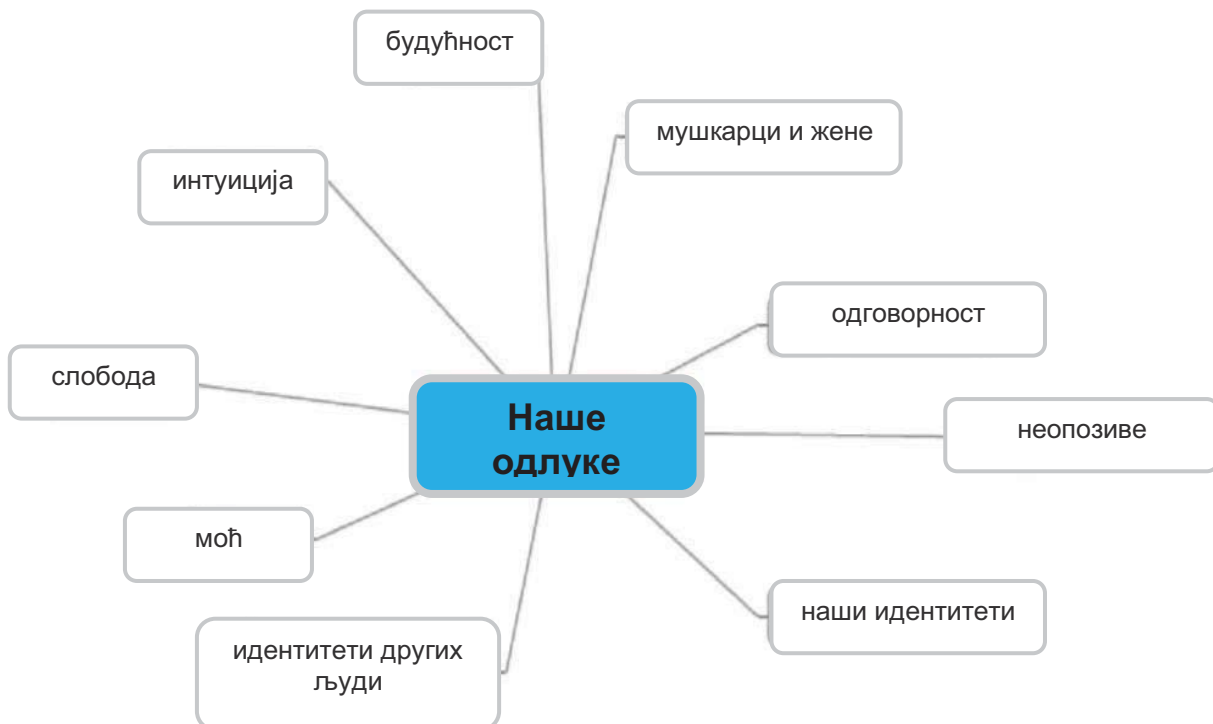 будућност
мушкарци и жене
интуиција
одговорност
слобода
Наше
одлуке
неопозиве
моћ
наши идентитети
идентитети других
људи